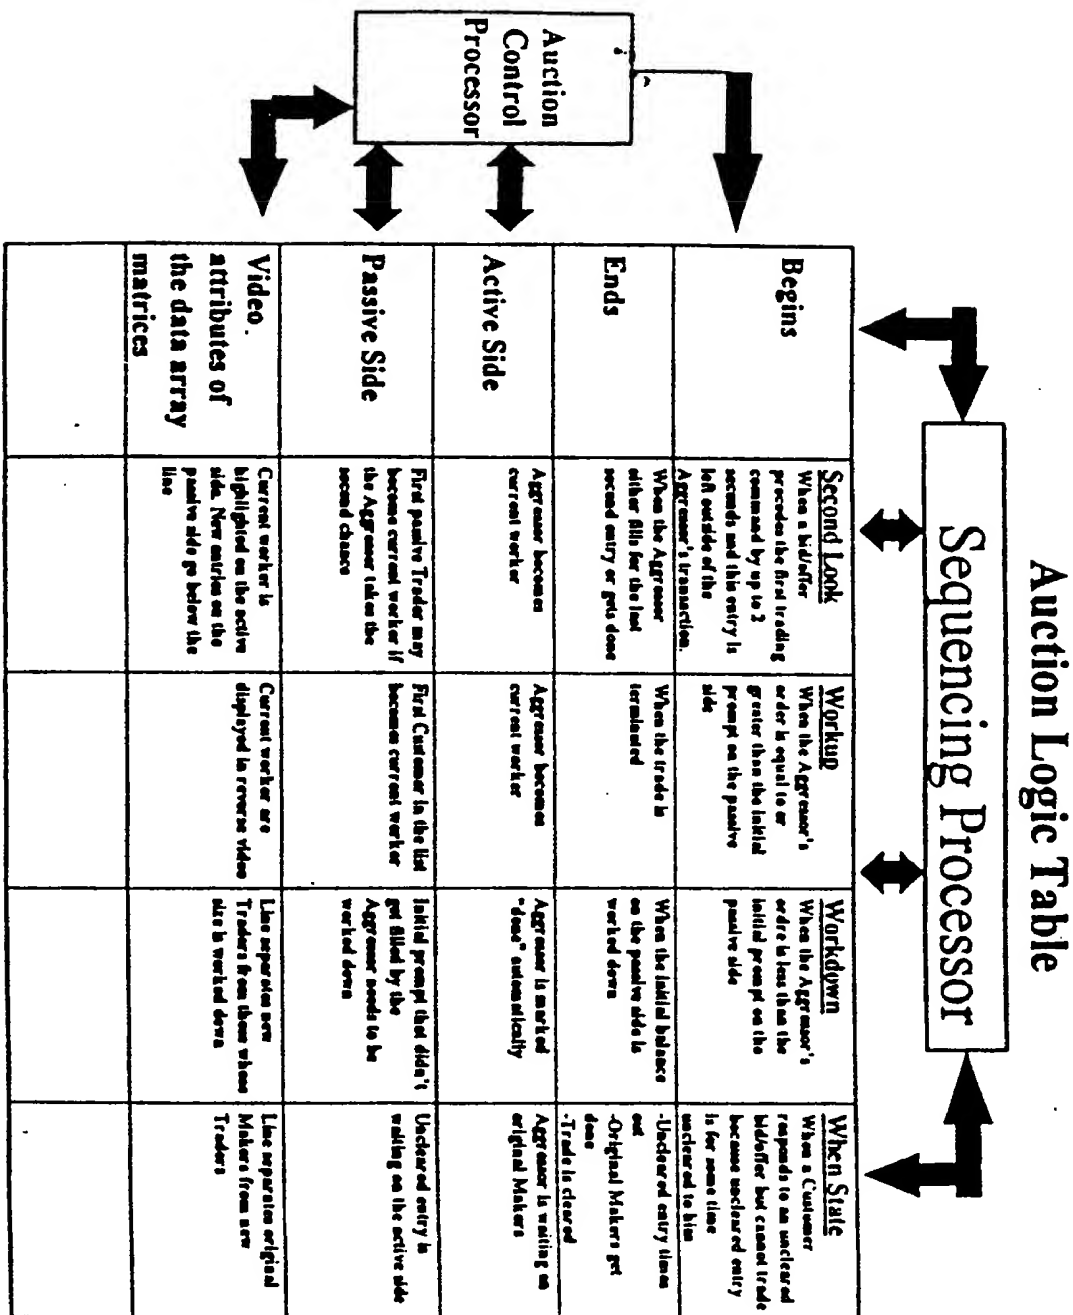 Auction Logic Table
Sequencing Processor
Auction
Control
Processor
Begins
Second Look
When a bid/offer
procedes the first trading
command by up to 2
seconds and this entry is
left outside of the
Aggressor's transaction.
Workup
When the Aggressor's
order is equal to or
greater than the initial
prompt on the passive
side
Workdown
When the Aggressor's
ordre is less than the
initial prompt on the
passive side
When State
When a Customer
responds to an uncleared
bid/offer but cannot trade
because uncleared entry
is for some time
uncleared to him
Ends
When the Aggressor
either fills for the last
second entry or gets done
When the trade is
terminated
When the initial balance
on the passive side is
worked down
-Uncleared entry times
out
-Original Makers get
done
-Trade is cleared
Active Side
Aggressor becomes
current worker
Aggressor becomes
current worker
Aggressor is marked
"done" automatically
Aggressor is waiting on
original Makers
Passive Side
First passive Trader may
become current worker if
the Aggressor takes the
second chance
First Customer in the list
becomes current worker
Initial prompt that didn't
get filled by the
Aggressor needs to be
worked down
Uncleared entry is
waiting on the active side
Video.
attributes of
the data array
matrices
Current worker is
highlighted on the active
side. New entries on the
passive side go below the
line
Current worker are
displayed in reverse video
Line separates new
Traders from those whose
size is worked down
Line separates original
Makers from new
Traders